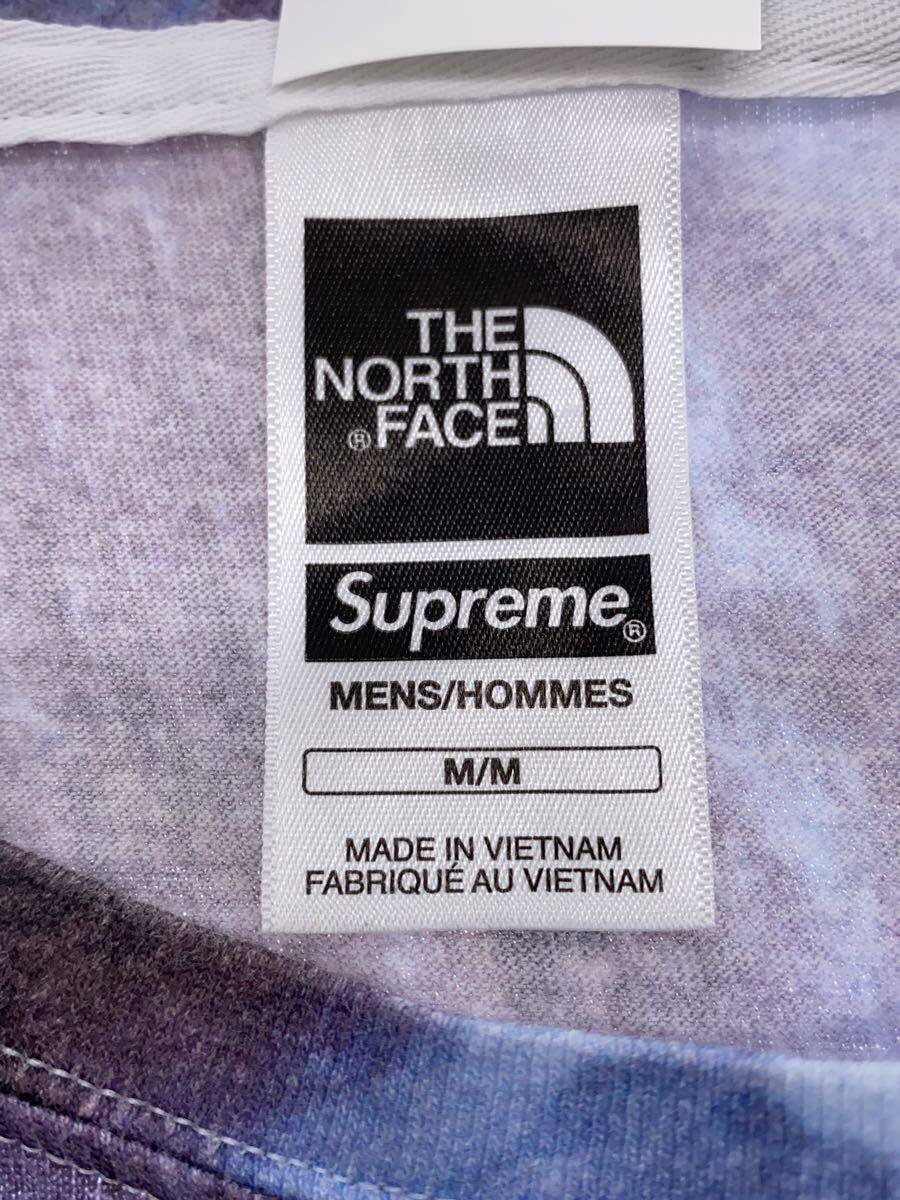 THE
NORTH
® FACE
Supreme®
MENS/HOMMES
M/M
MADE IN VIETNAM
FABRIQUÉ AU VIETNAM